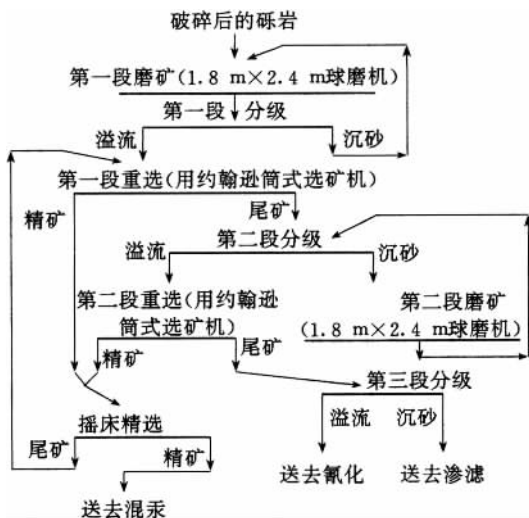 破碎后的砾岩
第一段磨矿(1.8 m×2.4 m球磨机)
第一段 分级
溢流 沉砂
第一段重选(用约翰逊筒式选矿机)
精矿 尾矿
第二段分级
溢流 沉砂
第二段重选(用约翰逊
筒式选矿机)
第二段磨矿
(1.8 m×2.4 m球磨机)
精矿 尾矿
第三段分级
摇床精选
溢流 沉砂
尾矿 精矿
送去氰化 送去渗滤
送去混汞